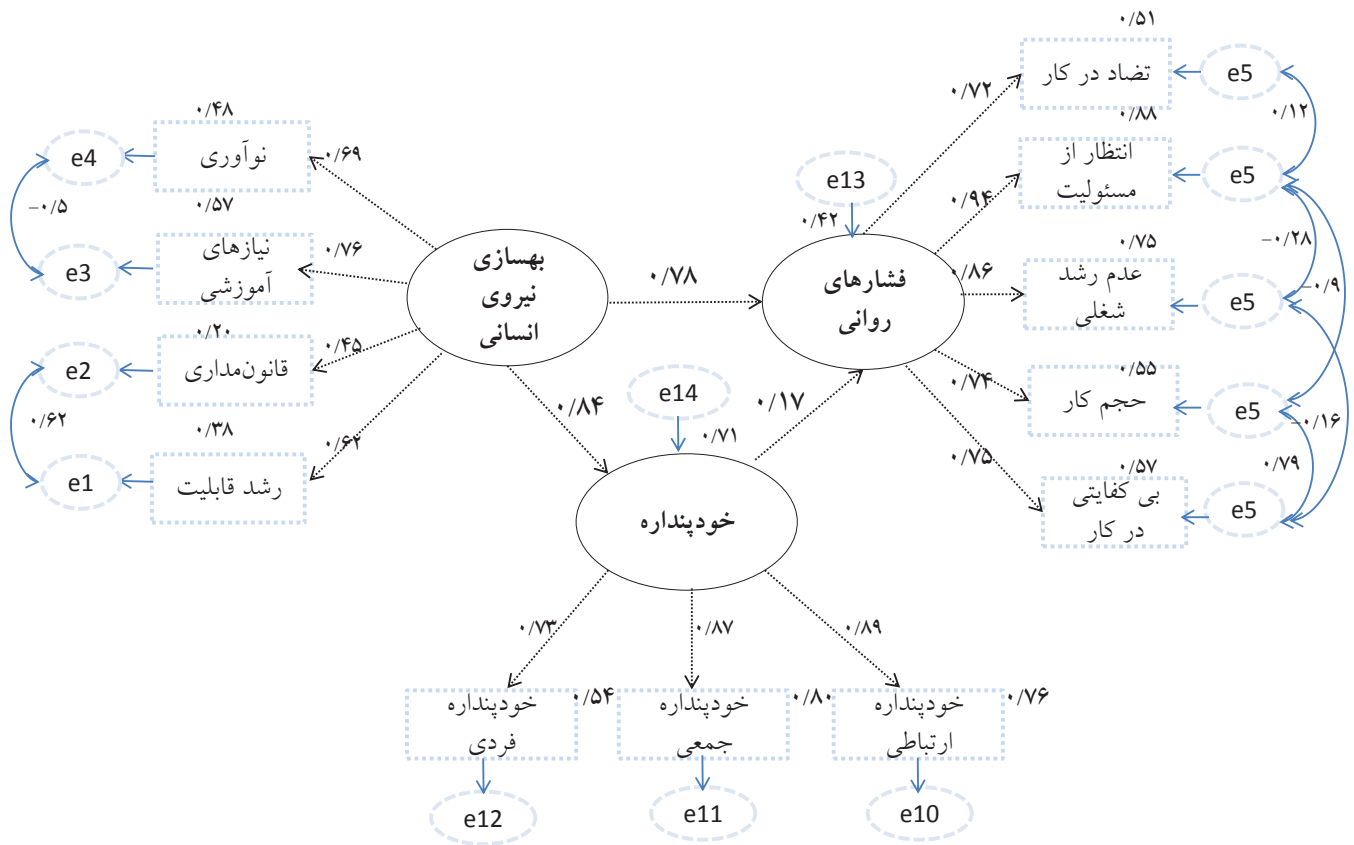 ۰/۵۱
تضاد در کار
e5
۰/۷۲
۰/۱۲
۰/۸۸
انتظار از
مسئولیت
e5
۰/۹۴
۰/۴۸
نوآوری
e4
۰/۶۹
−۰/۵
۰/۵۷
نیازهای
آموزشی
e3
۰/۷۶
e13
۰/۴۲
−۰/۲۸
−۰/۹
۰/۷۵
عدم رشد
شغلی
e5
۰/۸۶
بهسازی
نیروی
انسانی
۰/۷۸
فشارهای
روانی
۰/۲۰
قانون‌مداری
e2
۰/۴۵
۰/۶۲
۰/۳۸
رشد قابلیت
e1
۰/۶۲
۰/۸۴
e14
۰/۷۱
۰/۱۷
۰/۵۵
حجم کار
e5
۰/۷۴
−۰/۱۶
۰/۷۹
۰/۵۷
بی کفایتی
در کار
e5
۰/۷۵
خودپنداره
۰/۷۳
۰/۸۷
۰/۸۹
۰/۷۶
خودپنداره
ارتباطی
۰/۸۰
خودپنداره
جمعی
۰/۵۴
خودپنداره
فردی
e10
e11
e12